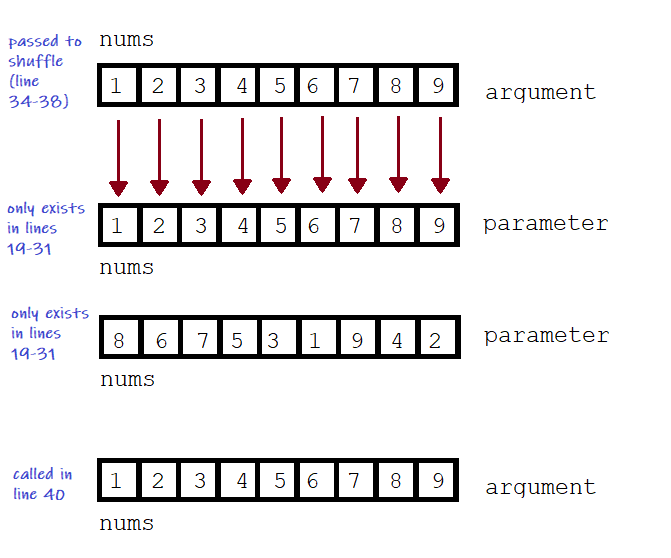 passed to
shuffle
(line
34-38)
nums
1 2 3 4 5 6 7 8 9
argument
only exists
in lines
19-31
1 2 3 4 5 6 7 8 9
parameter
nums
only exists
in lines
19-31
8 6 7 5 3 1 9 4 2
parameter
nums
called in
line 40
1 2 3 4 5 6 7 8 9
argument
nums